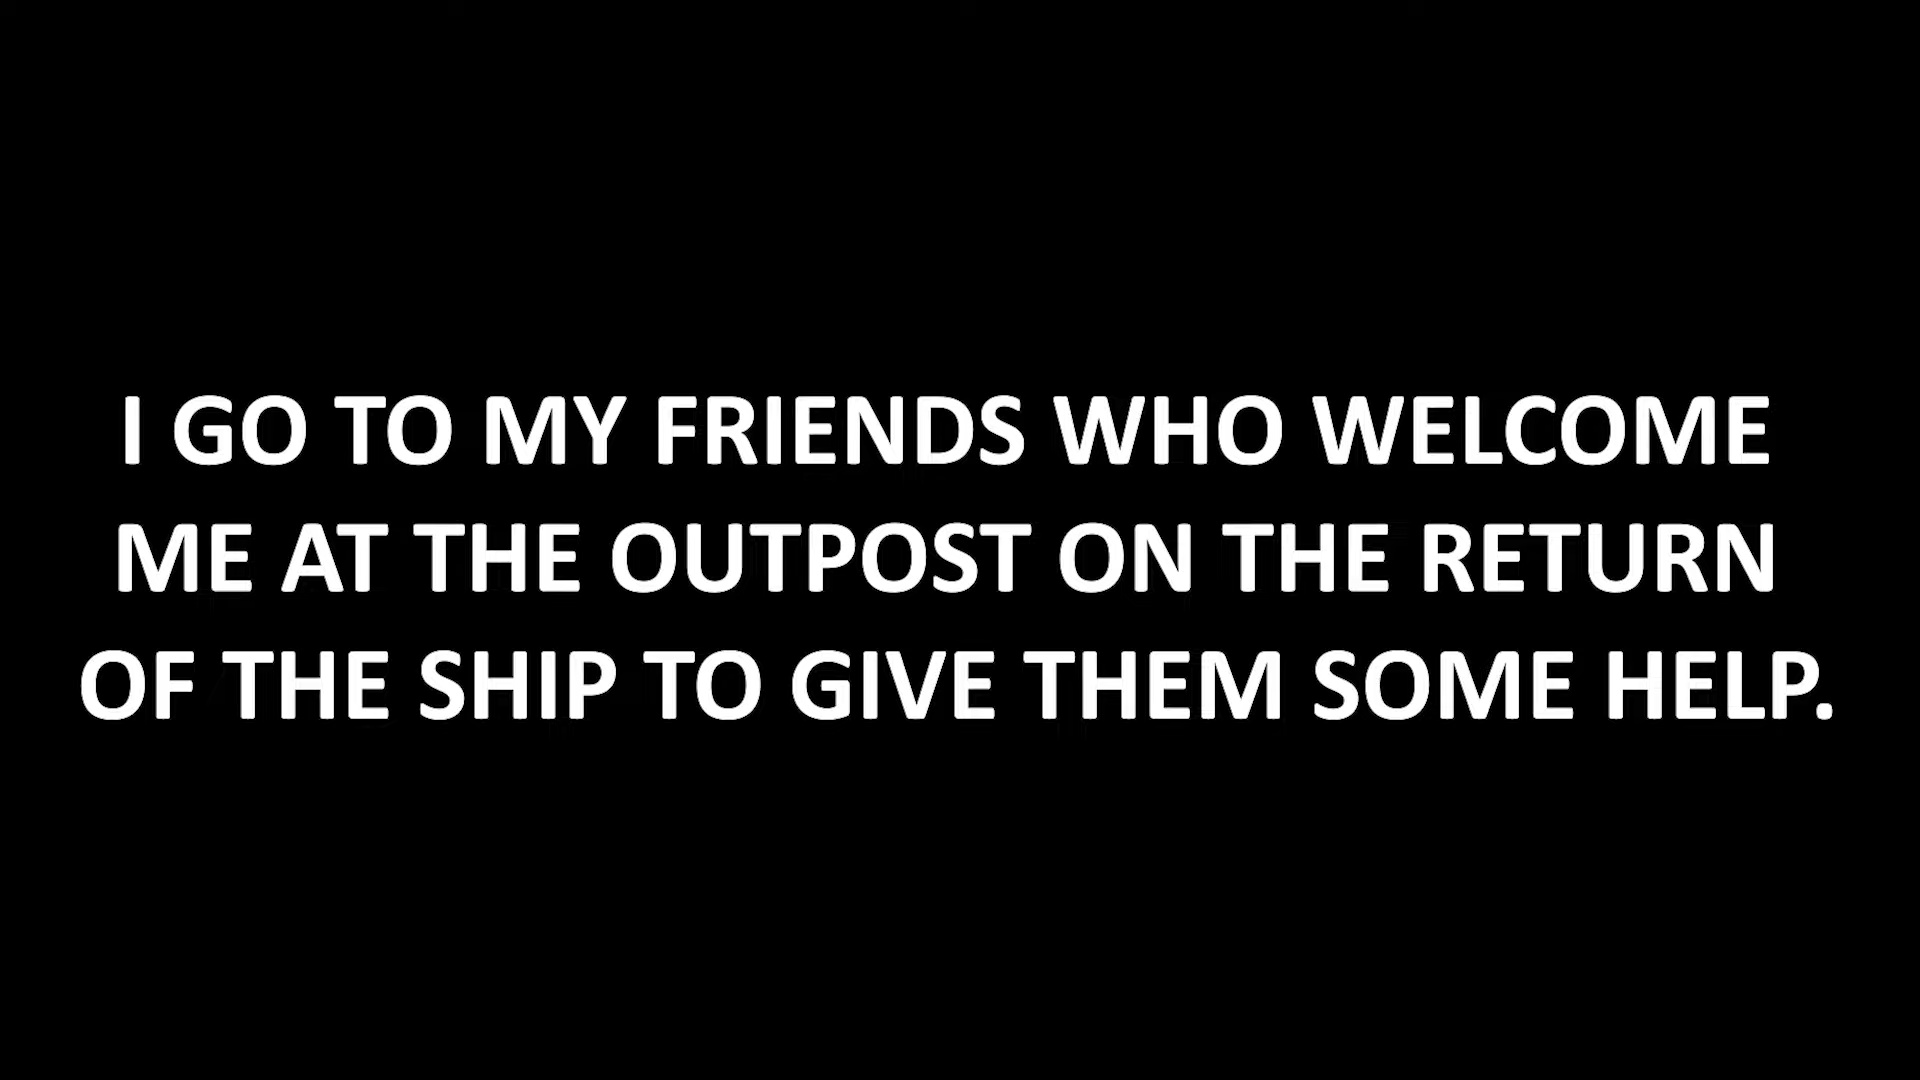 I GO TO MY FRIENDS WHO WELCOME
ME AT THE OUTPOST ON THE RETURN
OF THE SHIP TO GIVE THEM SOME HELP.